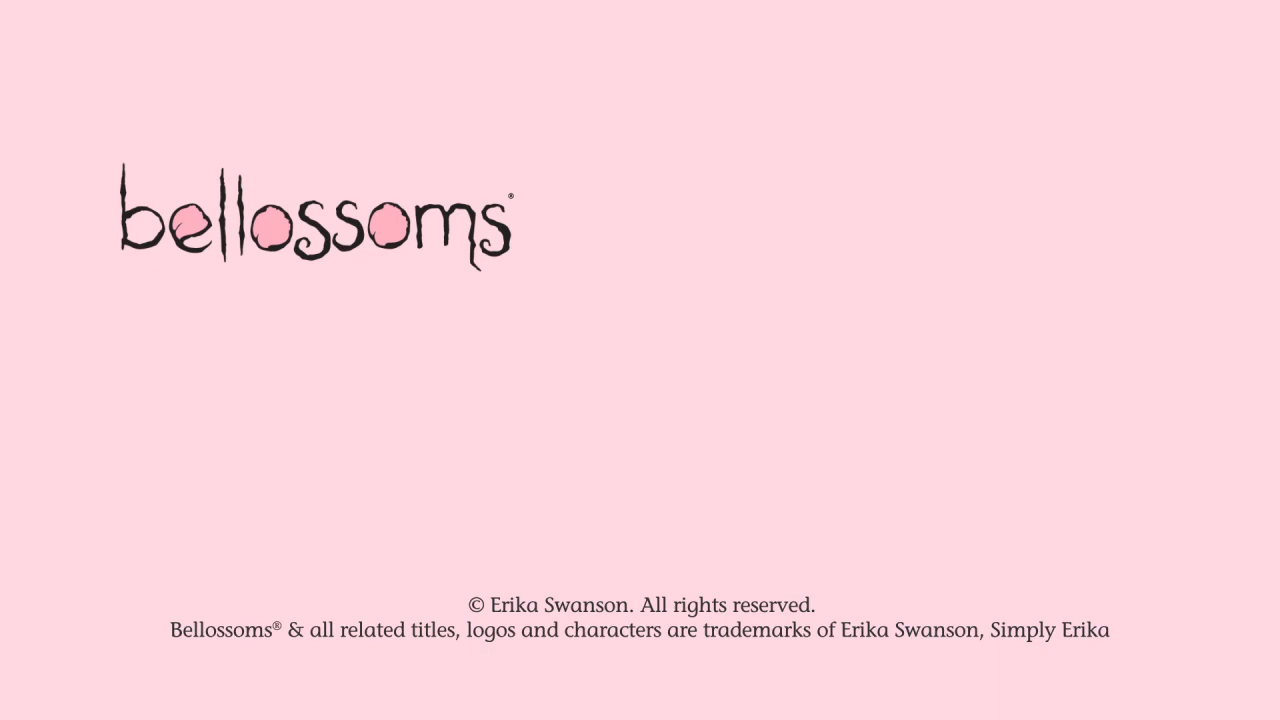 bellossoms®
© Erika Swanson. All rights reserved.
Bellossoms® & all related titles, logos and characters are trademarks of Erika Swanson, Simply Erika